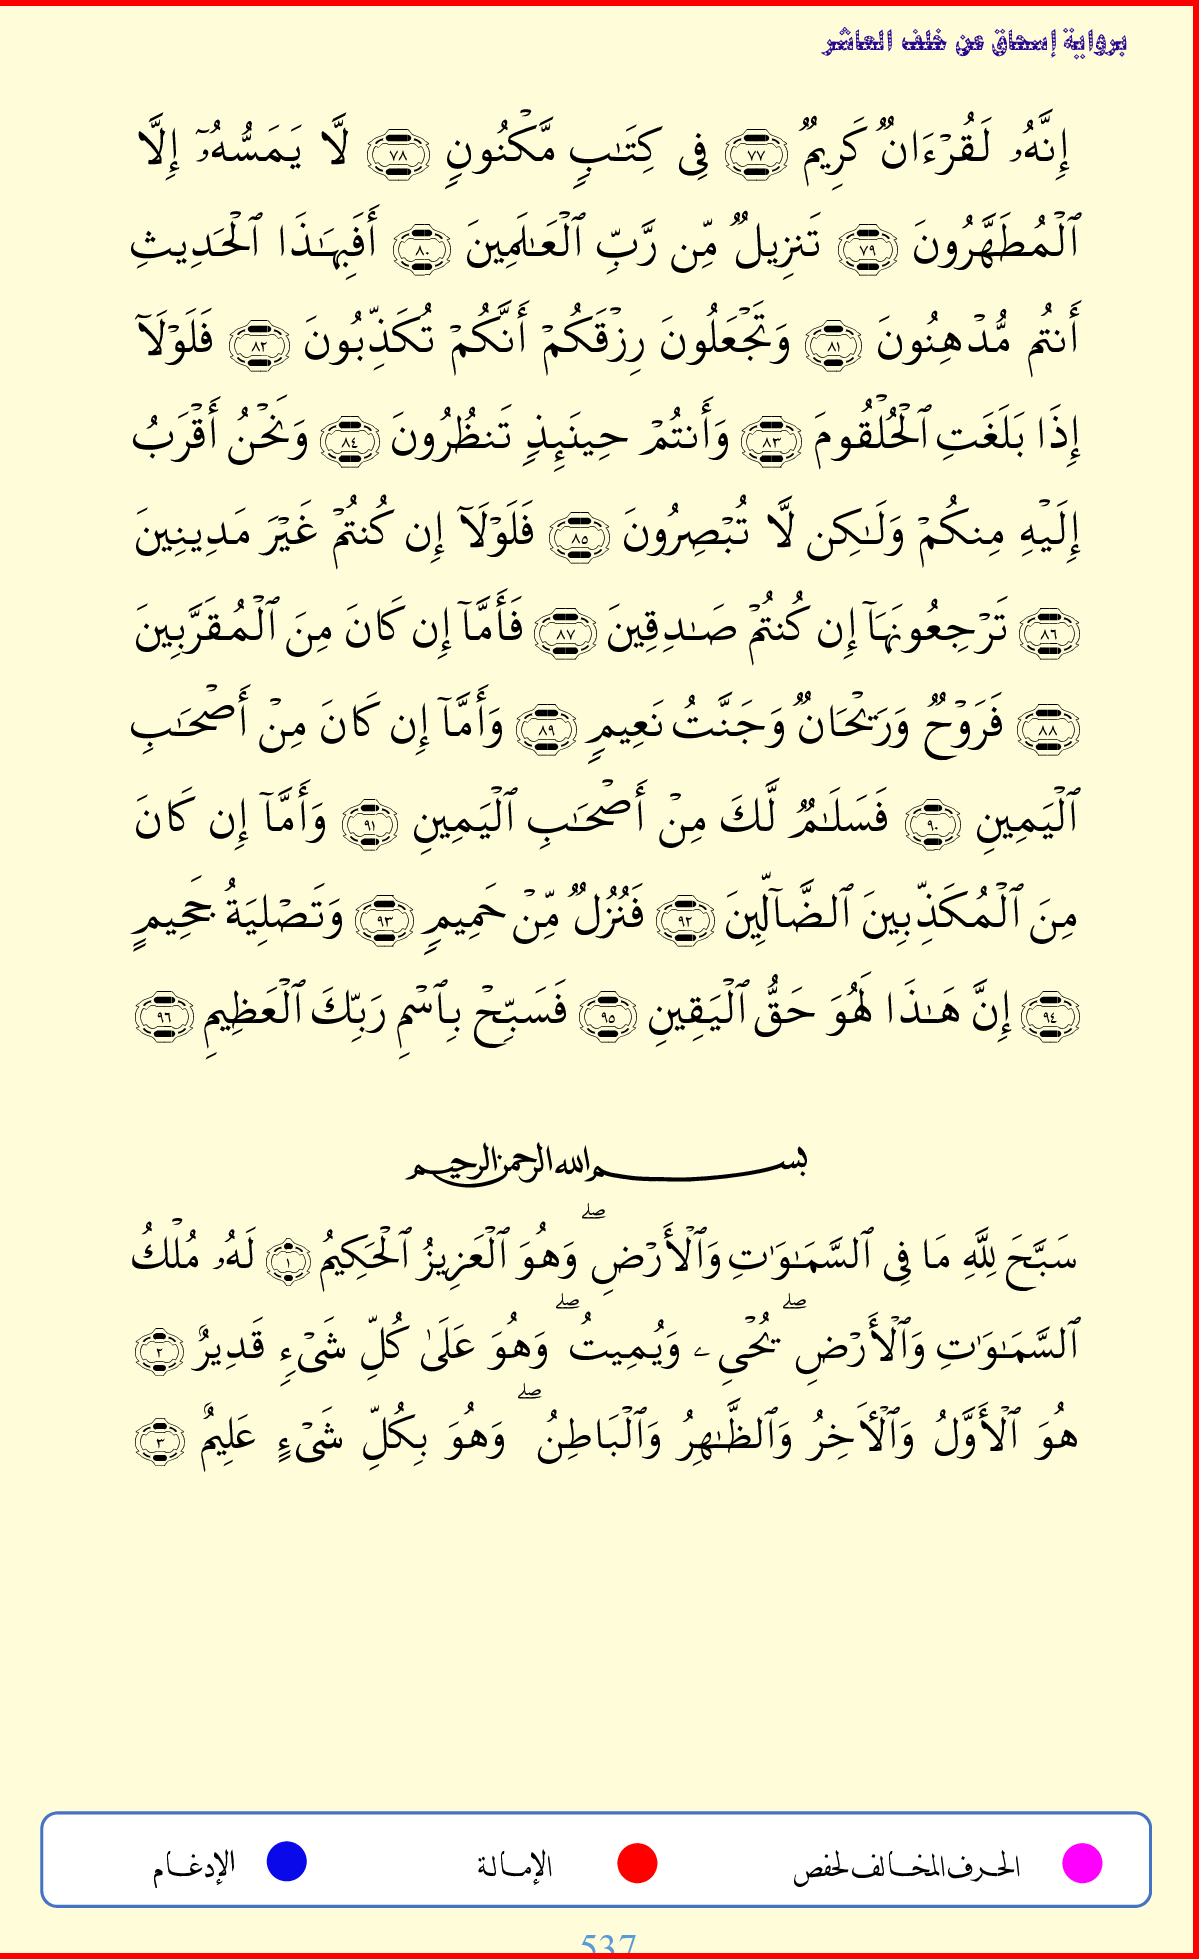 برواية إسحاق عن خلف العاشر
إِنَّهُۥ لَقُرْءَانٌ كَرِيمٌ ٧٧ فِى كِتَٰبٍ مَّكْنُونٍ ٧٨ لَّا يَمَسُّهُۥٓ إِلَّا
ٱلْمُطَهَّرُونَ ٧٩ تَنزِيلٌ مِّن رَّبِّ ٱلْعَٰلَمِينَ ٨٠ أَفَبِهَٰذَا ٱلْحَدِيثِ
أَنتُم مُّدْهِنُونَ ٨١ وَتَجْعَلُونَ رِزْقَكُمْ أَنَّكُمْ تُكَذِّبُونَ ٨٢ فَلَوْلَآ
إِذَا بَلَغَتِ ٱلْحُلْقُومَ ٨٣ وَأَنتُمْ حِينَئِذٍ تَنظُرُونَ ٨٤ وَنَحْنُ أَقْرَبُ
إِلَيْهِ مِنكُمْ وَلَٰكِن لَّا تُبْصِرُونَ ٨٥ فَلَوْلَآ إِن كُنتُمْ غَيْرَ مَدِينِينَ
٨٦ تَرْجِعُونَهَآ إِن كُنتُمْ صَٰدِقِينَ ٨٧ فَأَمَّآ إِن كَانَ مِنَ ٱلْمُقَرَّبِينَ
٨٨ فَرَوْحٌ وَرَيْحَانٌ وَجَنَّتُ نَعِيمٍ ٨٩ وَأَمَّآ إِن كَانَ مِنْ أَصْحَٰبِ
ٱلْيَمِينِ ٩٠ فَسَلَٰمٌ لَّكَ مِنْ أَصْحَٰبِ ٱلْيَمِينِ ٩١ وَأَمَّآ إِن كَانَ
مِنَ ٱلْمُكَذِّبِينَ ٱلضَّآلِّينَ ٩٢ فَنُزُلٌ مِّنْ حَمِيمٍ ٩٣ وَتَصْلِيَةُ جَحِيمٍ
٩٤ إِنَّ هَٰذَا لَهُوَ حَقُّ ٱلْيَقِينِ ٩٥ فَسَبِّحْ بِٱسْمِ رَبِّكَ ٱلْعَظِيمِ ٩٦
بسم الله الرحمن الرحيم
سَبَّحَ لِلَّهِ مَا فِى ٱلسَّمَٰوَٰتِ وَٱلْأَرْضِ ۖ وَهُوَ ٱلْعَزِيزُ ٱلْحَكِيمُ ١ لَهُۥ مُلْكُ
ٱلسَّمَٰوَٰتِ وَٱلْأَرْضِ ۖ يُحْىِۦ وَيُمِيتُ ۖ وَهُوَ عَلَىٰ كُلِّ شَىْءٍ قَدِيرٌ ٢
هُوَ ٱلْأَوَّلُ وَٱلْأَخِرُ وَٱلظَّٰهِرُ وَٱلْبَاطِنُ ۖ وَهُوَ بِكُلِّ شَىْءٍ عَلِيمٌ ٣
الحرف المخالف لحفص الإمالة الإدغام
537